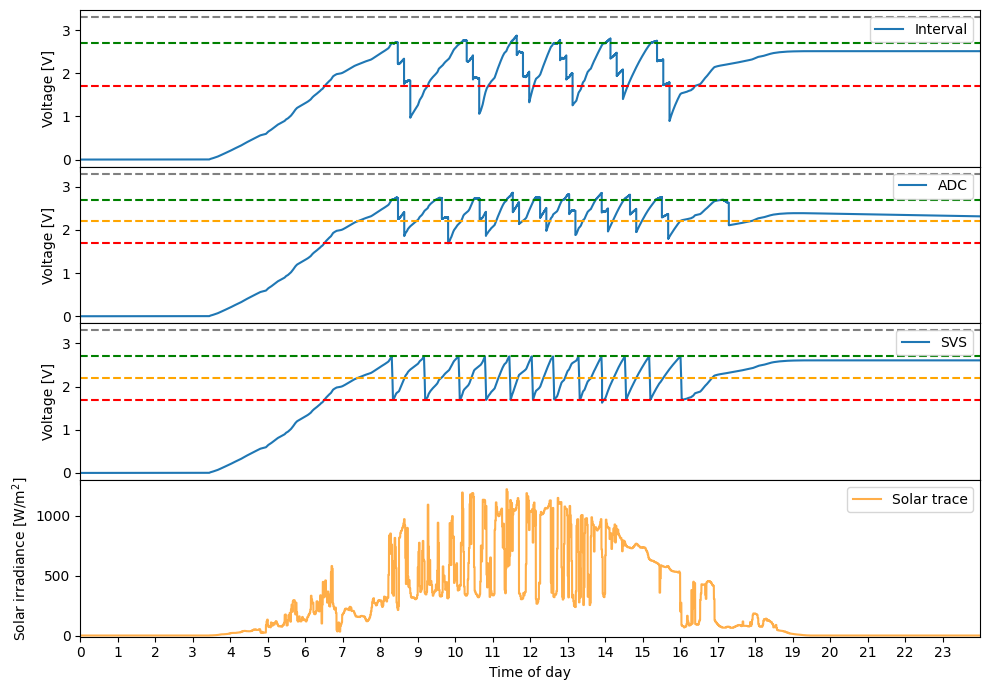 Voltage [V]
3
2
1
0
Interval
Voltage [V]
3
2
1
0
ADC
Voltage [V]
3
2
1
0
SVS
Solar irradiance [W/m²]
1000
500
0
Solar trace
0 1 2 3 4 5 6 7 8 9 10 11 12 13 14 15 16 17 18 19 20 21 22 23
Time of day